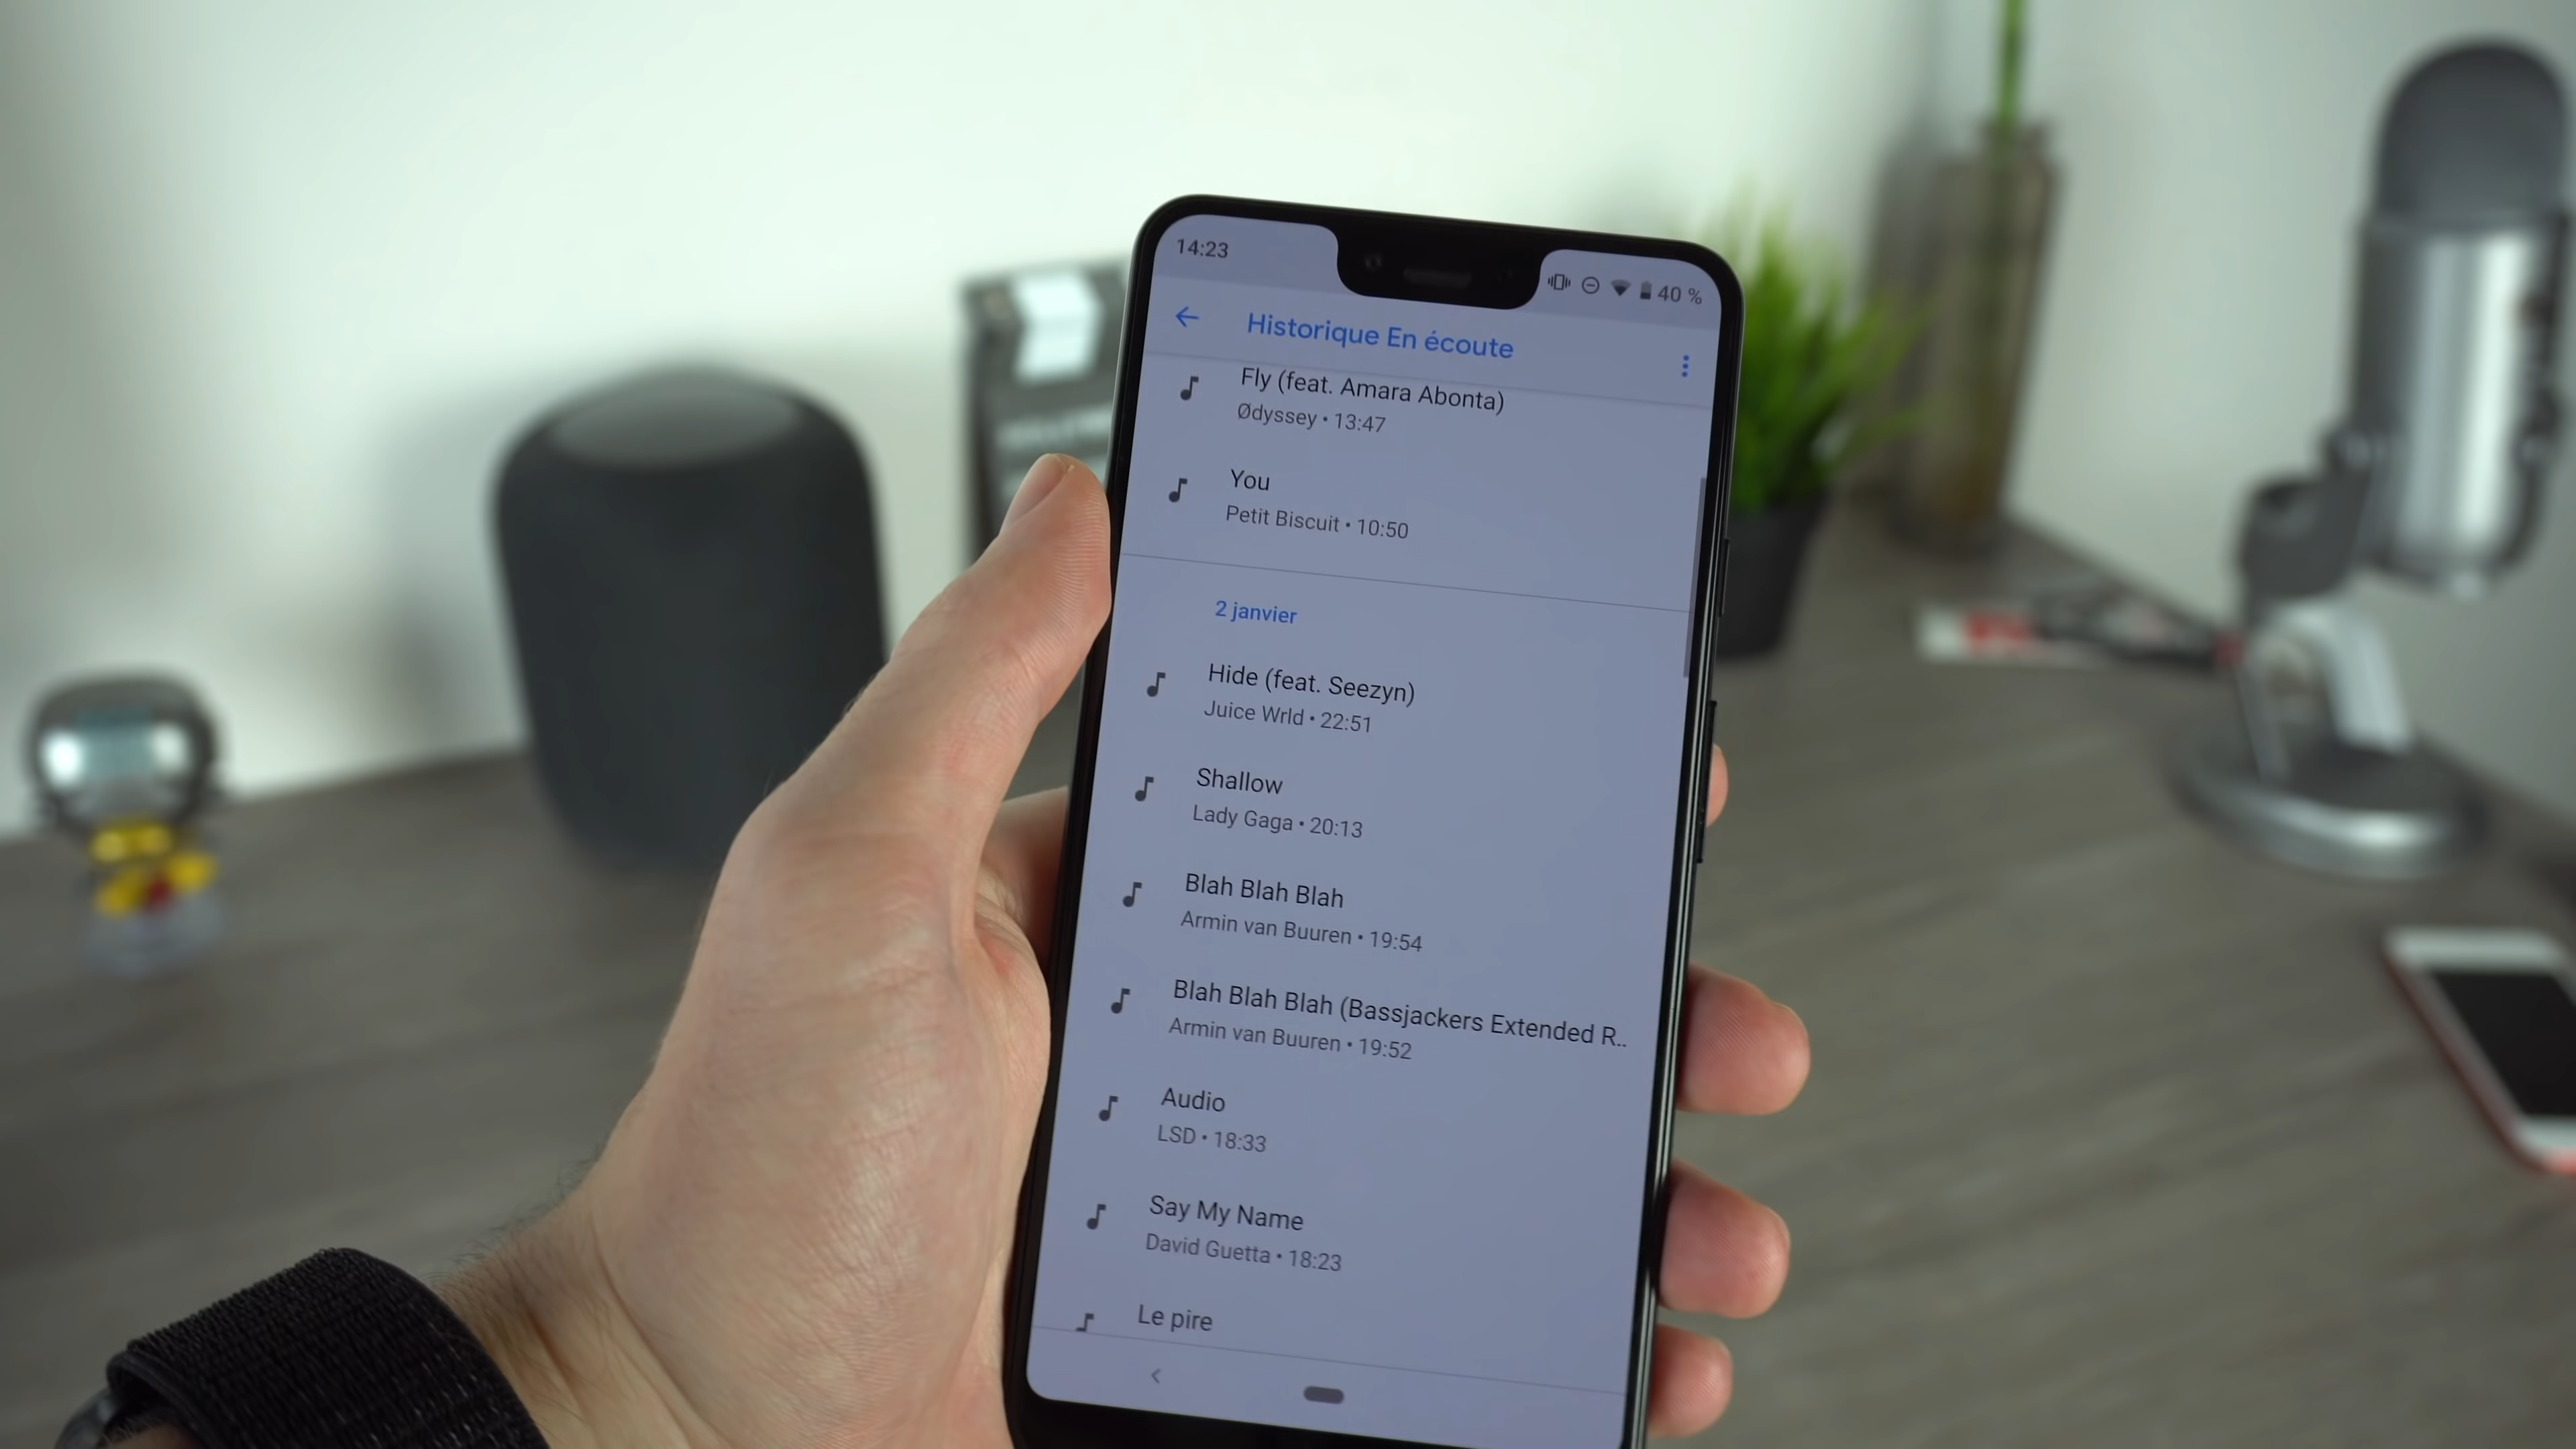 14:23
40 %
Historique En écoute
Fly (feat. Amara Abonta)
Ødyssey • 13:47
You
Petit Biscuit • 10:50
2 janvier
Hide (feat. Seezyn)
Juice Wrld • 22:51
Shallow
Lady Gaga • 20:13
Blah Blah Blah
Armin van Buuren • 19:54
Blah Blah Blah (Bassjackers Extended R..
Armin van Buuren • 19:52
Audio
LSD • 18:33
Say My Name
David Guetta • 18:23
Le pire